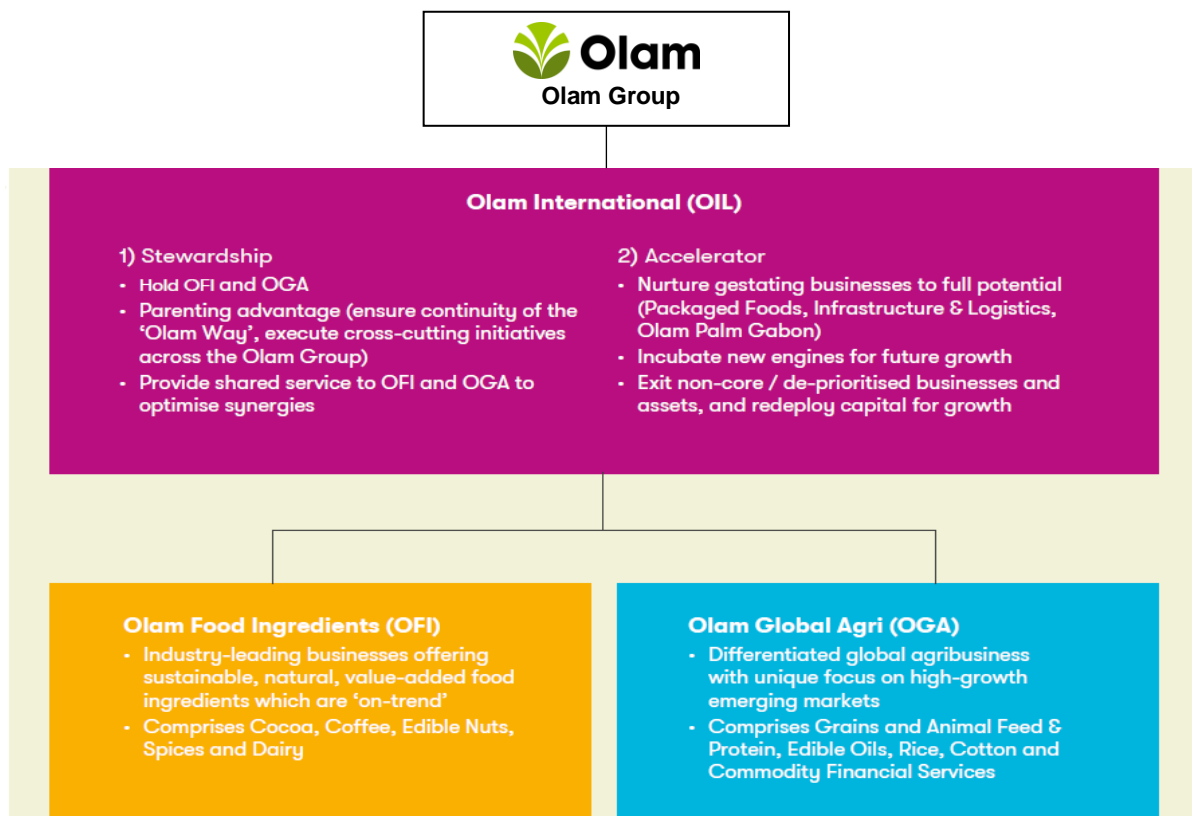 Olam
Olam Group
Olam International (OIL)
1) Stewardship
• Hold OFI and OGA
• Parenting advantage (ensure continuity of the
‘Olam Way’, execute cross-cutting initiatives
across the Olam Group)
• Provide shared service to OFI and OGA to
optimise synergies
2) Accelerator
• Nurture gestating businesses to full potential
(Packaged Foods, Infrastructure & Logistics,
Olam Palm Gabon)
• Incubate new engines for future growth
• Exit non-core / de-prioritised businesses and
assets, and redeploy capital for growth
Olam Food Ingredients (OFI)
• Industry-leading businesses offering
sustainable, natural, value-added food
ingredients which are ‘on-trend’
• Comprises Cocoa, Coffee, Edible Nuts,
Spices and Dairy
Olam Global Agri (OGA)
• Differentiated global agribusiness
with unique focus on high-growth
emerging markets
• Comprises Grains and Animal Feed &
Protein, Edible Oils, Rice, Cotton and
Commodity Financial Services